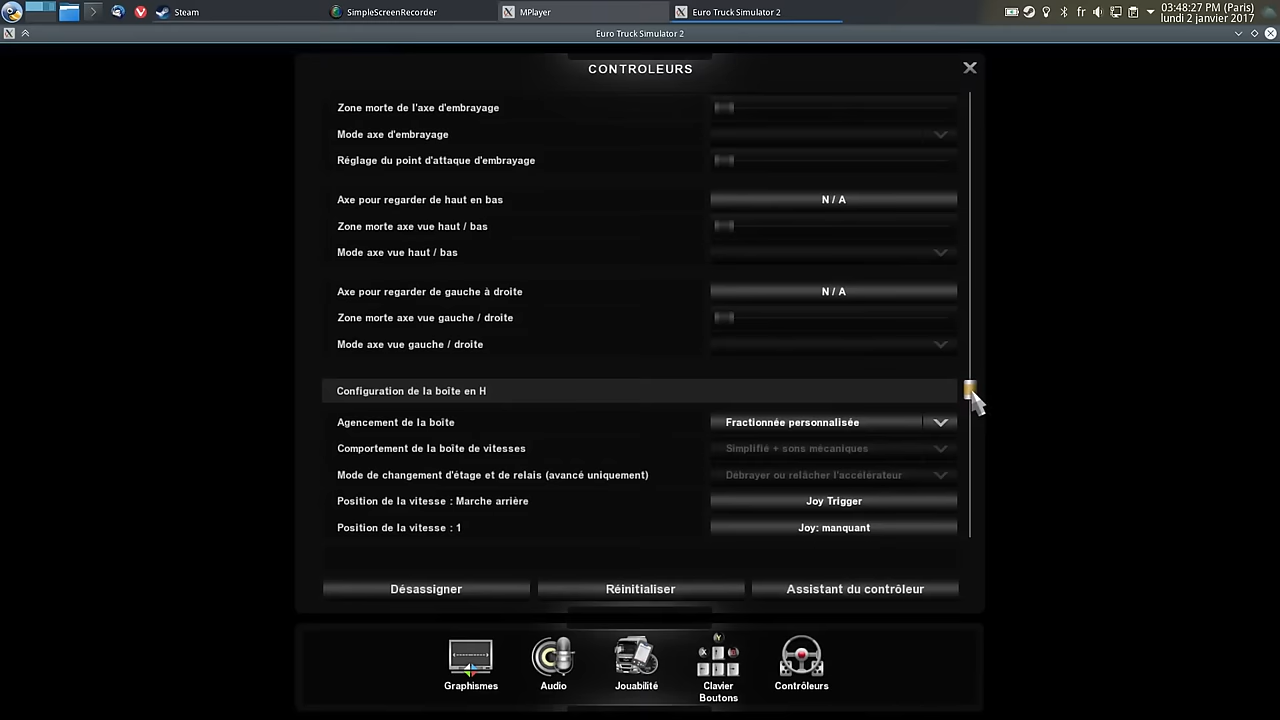 Steam
SimpleScreenRecorder
MPlayer
Euro Truck Simulator 2
fr
03:48:27 PM (Paris)
lundi 2 janvier 2017
Euro Truck Simulator 2
CONTROLEURS
Zone morte de l'axe d'embrayage
Mode axe d'embrayage
Réglage du point d'attaque d'embrayage
Axe pour regarder de haut en bas
N / A
Zone morte axe vue haut / bas
Mode axe vue haut / bas
Axe pour regarder de gauche à droite
N / A
Zone morte axe vue gauche / droite
Mode axe vue gauche / droite
Configuration de la boîte en H
Agencement de la boîte
Fractionnée personnalisée
Comportement de la boîte de vitesses
Simplifié + sons mécaniques
Mode de changement d'étage et de relais (avancé uniquement)
Débrayer ou relâcher l'accélérateur
Position de la vitesse : Marche arrière
Joy Trigger
Position de la vitesse : 1
Joy: manquant
Désassigner
Réinitialiser
Assistant du contrôleur
Graphismes
Audio
Jouabilité
Clavier
Boutons
Contrôleurs